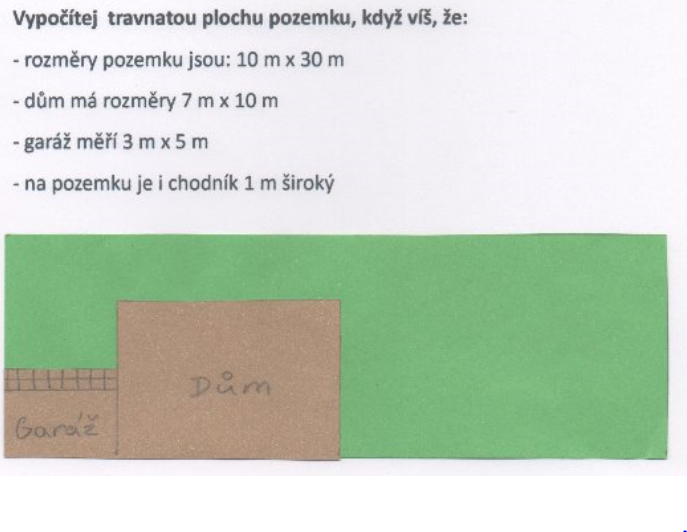 Vypočítej travnatou plochu pozemku, když víš, že:
- rozměry pozemku jsou: 10 m x 30 m
- dům má rozměry 7 m x 10 m
- garáž měří 3 m x 5 m
- na pozemku je i chodník 1 m široký
Dům
Garáž